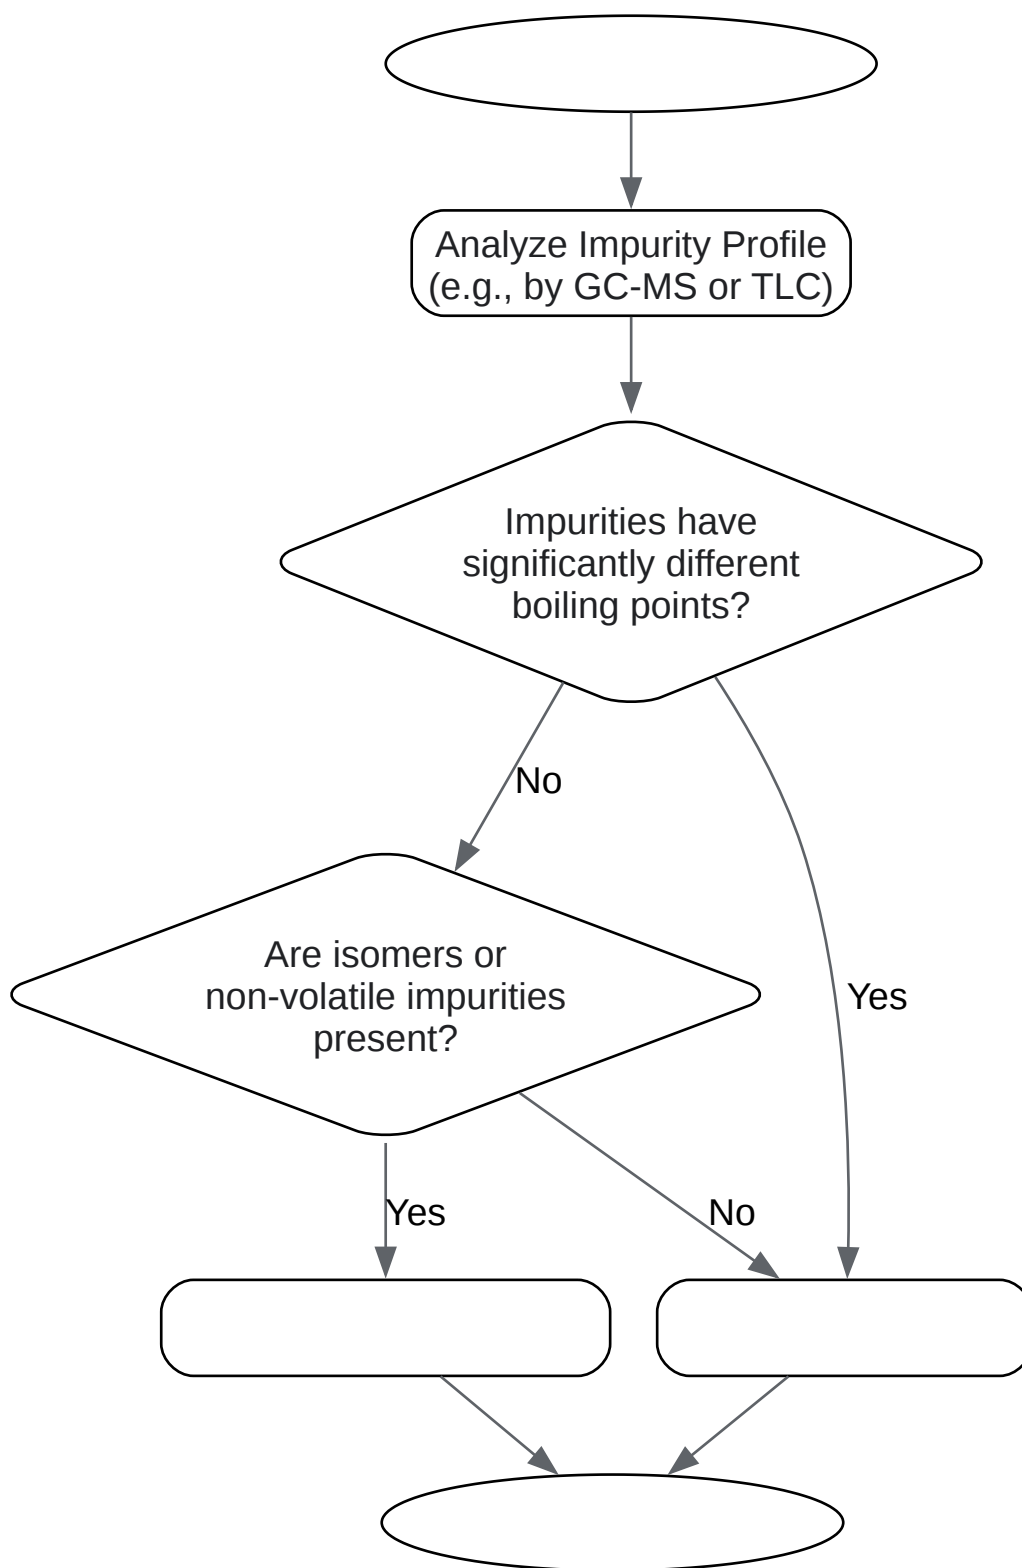 Analyze Impurity Profile
(e.g., by GC-MS or TLC)
Impurities have
significantly different
boiling points?
No
Are isomers or
non-volatile impurities
present?
Yes
Yes
No